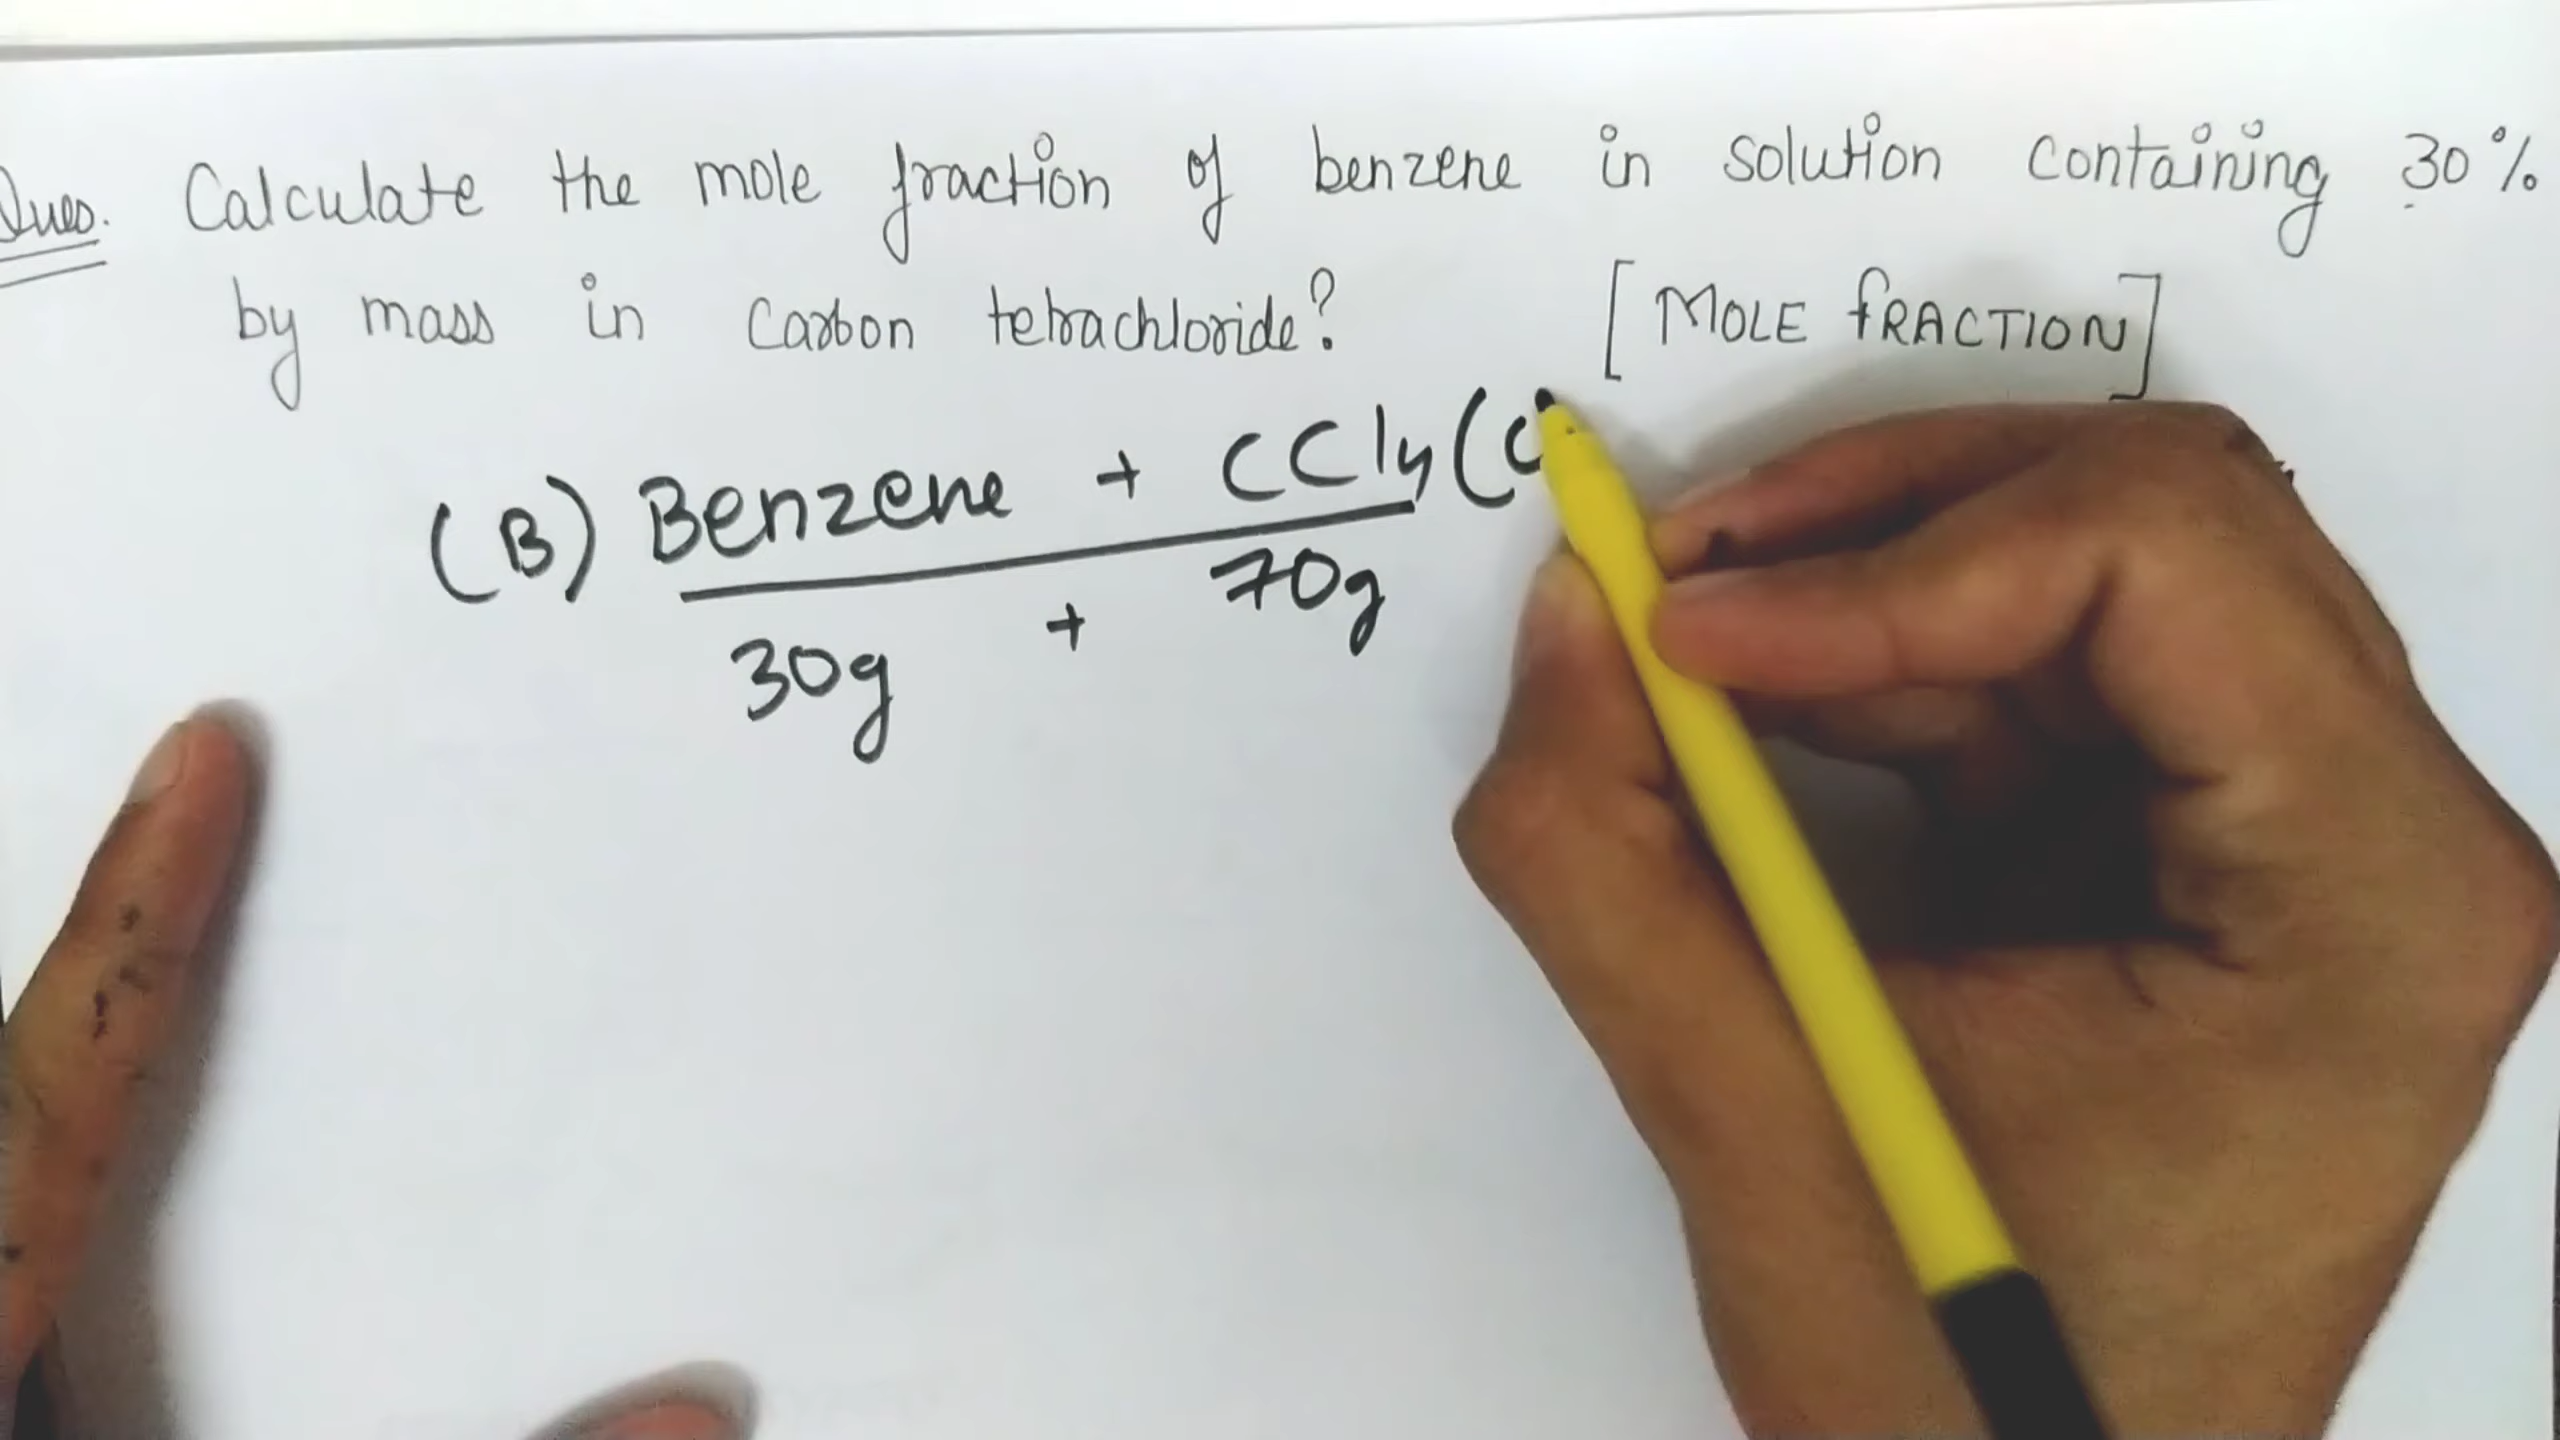 Ques. Calculate the mole fraction of benzene in solution containing 30%
by mass in Carbon tetrachloride? [MOLE fRACTION]
(B) Benzene + CCl4 (C
30g + 70g